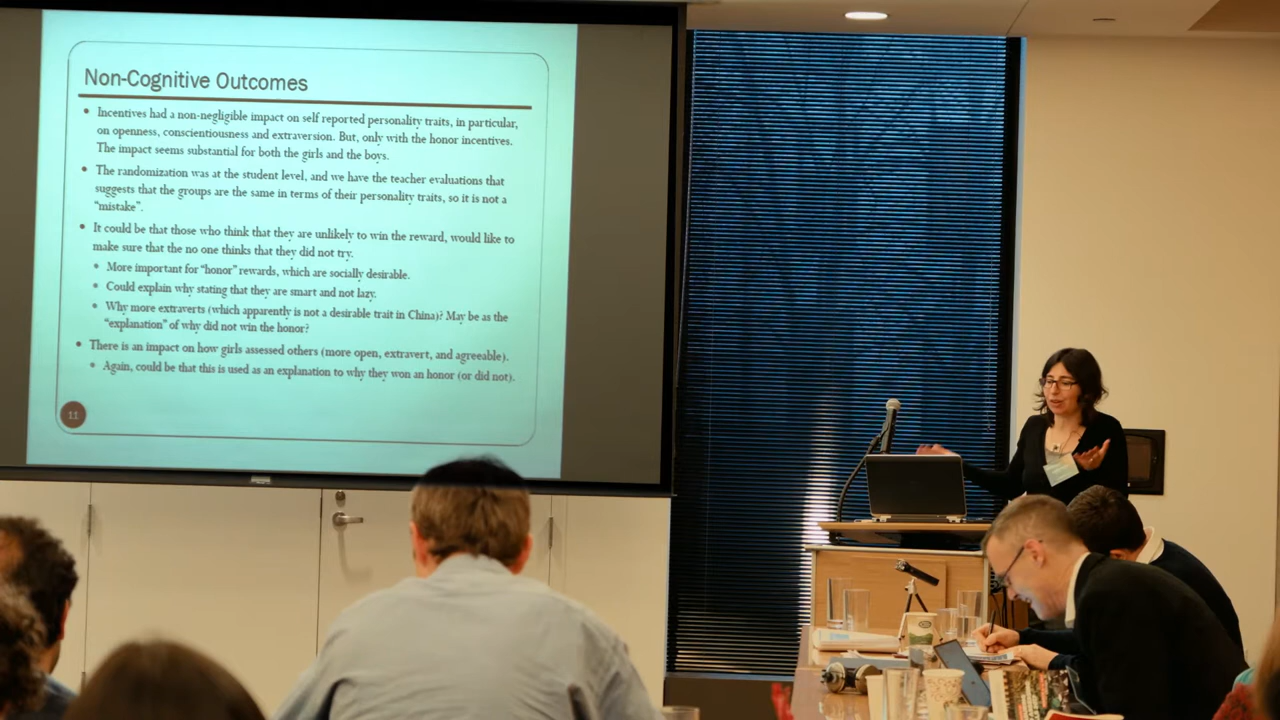 Non-Cognitive Outcomes
• Incentives had a non-negligible impact on self reported personality traits, in particular,
on openness, conscientiousness and extraversion. But, only with the honor incentives.
The impact seems substantial for both the girls and the boys.
• The randomization was at the student level, and we have the teacher evaluations that
suggests that the groups are the same in terms of their personality traits, so it is not a
"mistake".
• It could be that those who think that they are unlikely to win the reward, would like to
make sure that the no one thinks that they did not try.
• More important for "honor" rewards, which are socially desirable.
• Could explain why stating that they are smart and not lazy.
• Why more extraverts (which apparently is not a desirable trait in China)? May be as the
"explanation" of why did not win the honor?
• There is an impact on how girls assessed others (more open, extravert, and agreeable).
• Again, could be that this is used as an explanation to why they won an honor (or did not).
11